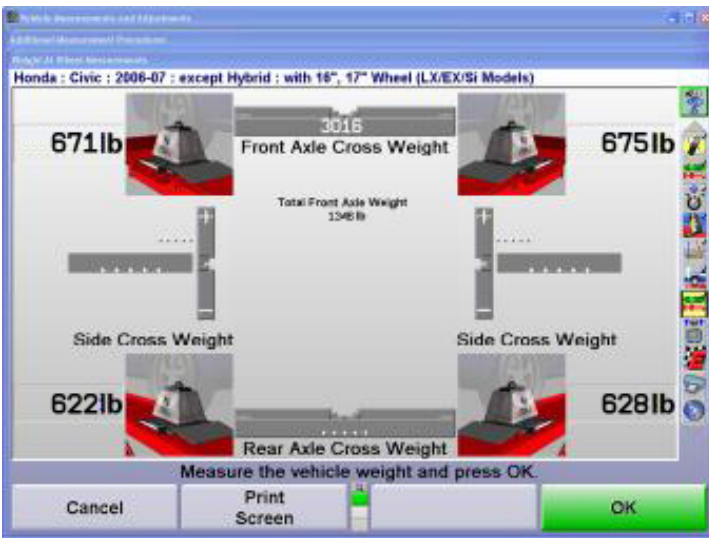 Vehicle Measurements and Adjustments
Additional Measurement Procedures
Weight At Wheel Measurements
Honda : Civic : 2006-07 : except Hybrid : with 16", 17" Wheel (LX/EX/Si Models)
671lb
3016
675lb
Front Axle Cross Weight
Total Front Axle Weight
1346 lb
Side Cross Weight
Side Cross Weight
622lb
628lb
Rear Axle Cross Weight
Measure the vehicle weight and press OK.
Cancel
Print
Screen
OK